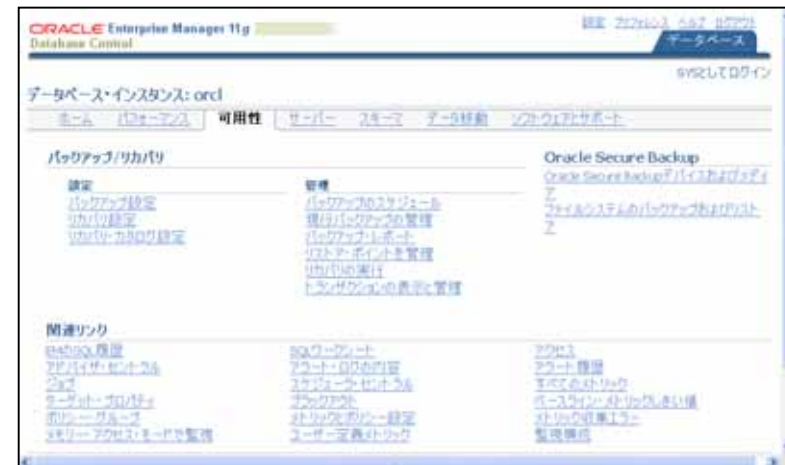 ORACLE Enterprise Manager 11g
Database Control
設定 プリファレンス ヘルプ ログアウト
データベース
SYSとしてログイン
データベース・インスタンス: orcl
ホーム パフォーマンス 可用性 サーバー スキーマ データ移動 ソフトウェアとサポート
バックアップ/リカバリ
設定
バックアップ設定
リカバリ設定
リカバリ・カタログ設定
管理
バックアップのスケジュール
現行バックアップの管理
バックアップ・レポート
リストア・ポイントを管理
リカバリの実行
トランザクションの表示と管理
Oracle Secure Backup
Oracle Secure Backupデバイスおよびメディ
ア
ファイルシステムのバックアップおよびリスト
ア
関連リンク
EMのSQL履歴
アドバイザ・セントラル
ジョブ
ターゲット・プロパティ
ポリシー・グループ
メモリー・アクセス・モードで監視
SQLワークシート
アラート・ログの内容
スケジューラ・セントラル
ブラックアウト
メトリックとポリシー設定
ユーザー定義メトリック
アクセス
アラート履歴
すべてのメトリック
ベースライン・メトリックしきい値
メトリック収集エラー
監視構成